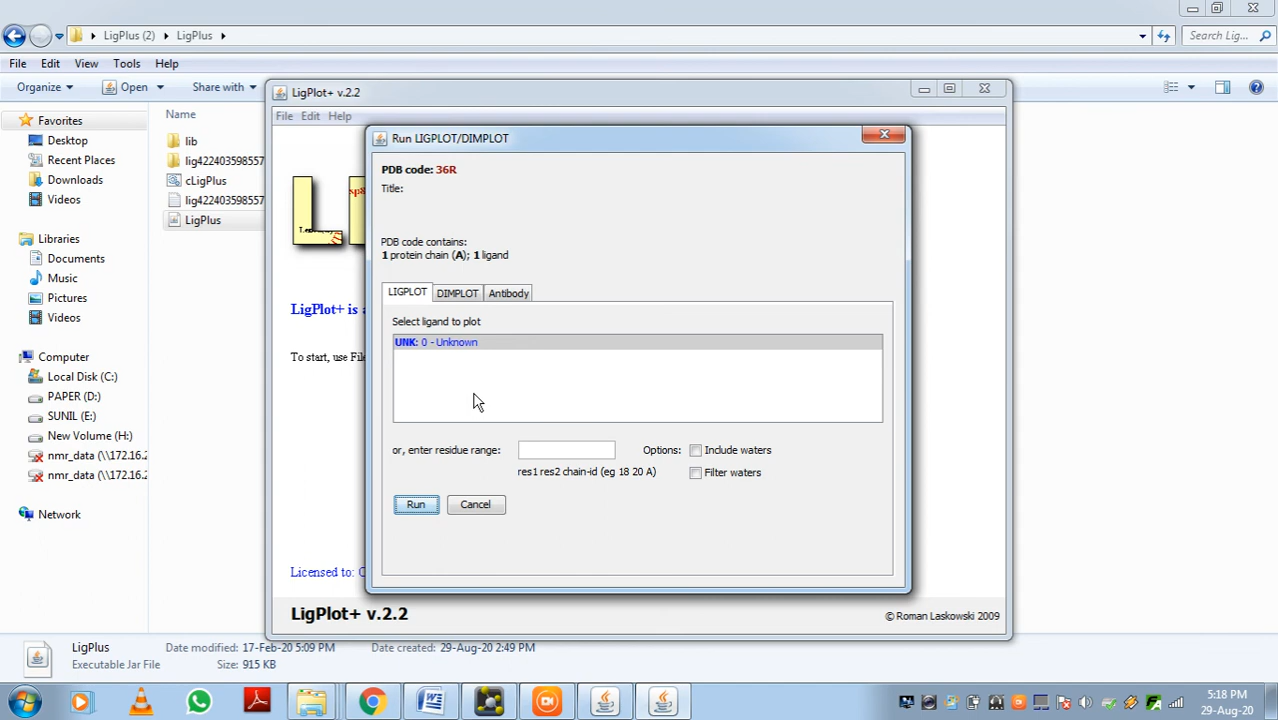 LigPlus (2)
LigPlus
Search Lig...
File Edit View Tools Help
Organize
Open
Share with
Favorites
Desktop
Recent Places
Downloads
Videos
Libraries
Documents
Music
Pictures
Videos
Computer
Local Disk (C:)
PAPER (D:)
SUNIL (E:)
New Volume (H:)
nmr_data (\\172.16.2
nmr_data (\\172.16.2
Network
Name
lib
lig422403598557
cLigPlus
lig422403598557
LigPlus
LigPlot+ v.2.2
File Edit Help
LigPlot+ is
To start, use File
Licensed to:
LigPlot+ v.2.2
© Roman Laskowski 2009
Run LIGPLOT/DIMPLOT
PDB code: 36R
Title:
PDB code contains:
1 protein chain (A); 1 ligand
LIGPLOT DIMPLOT Antibody
Select ligand to plot
UNK: 0 - Unknown
or, enter residue range:
Options: Include waters
res1 res2 chain-id (eg 18 20 A)
Filter waters
Run Cancel
LigPlus
Date modified: 17-Feb-20 5:09 PM
Date created: 29-Aug-20 2:49 PM
Executable Jar File
Size: 915 KB
5:18 PM
29-Aug-20